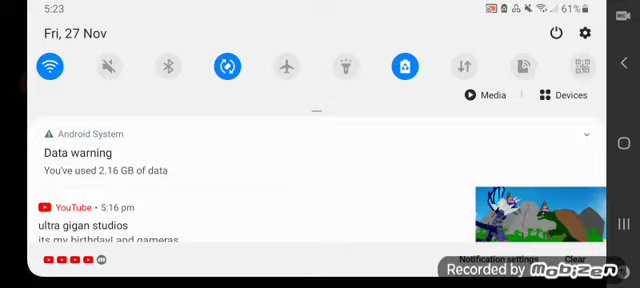 5:23
61%
Fri, 27 Nov
Media
Devices
Android System
Data warning
You've used 2.16 GB of data
YouTube • 5:16 pm
ultra gigan studios
its my birthday! and gameras
Notification settings
Clear
Recorded by Mobizen